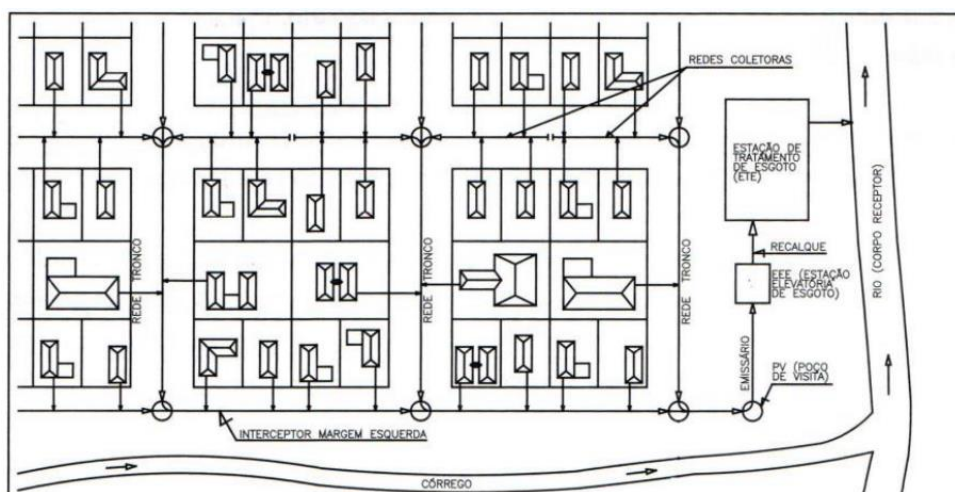 REDES COLETORAS
ESTAÇÃO DE
TRATAMENTO
DE ESGOTO
(ETE)
RECALQUE
EEE (ESTAÇÃO
ELEVATÓRIA
DE ESGOTO)
RIO (CORPO RECEPTOR)
REDE TRONCO
REDE TRONCO
REDE TRONCO
EMISSÁRIO
PV (POÇO
DE VISITA)
INTERCEPTOR MARGEM ESQUERDA
CÓRREGO